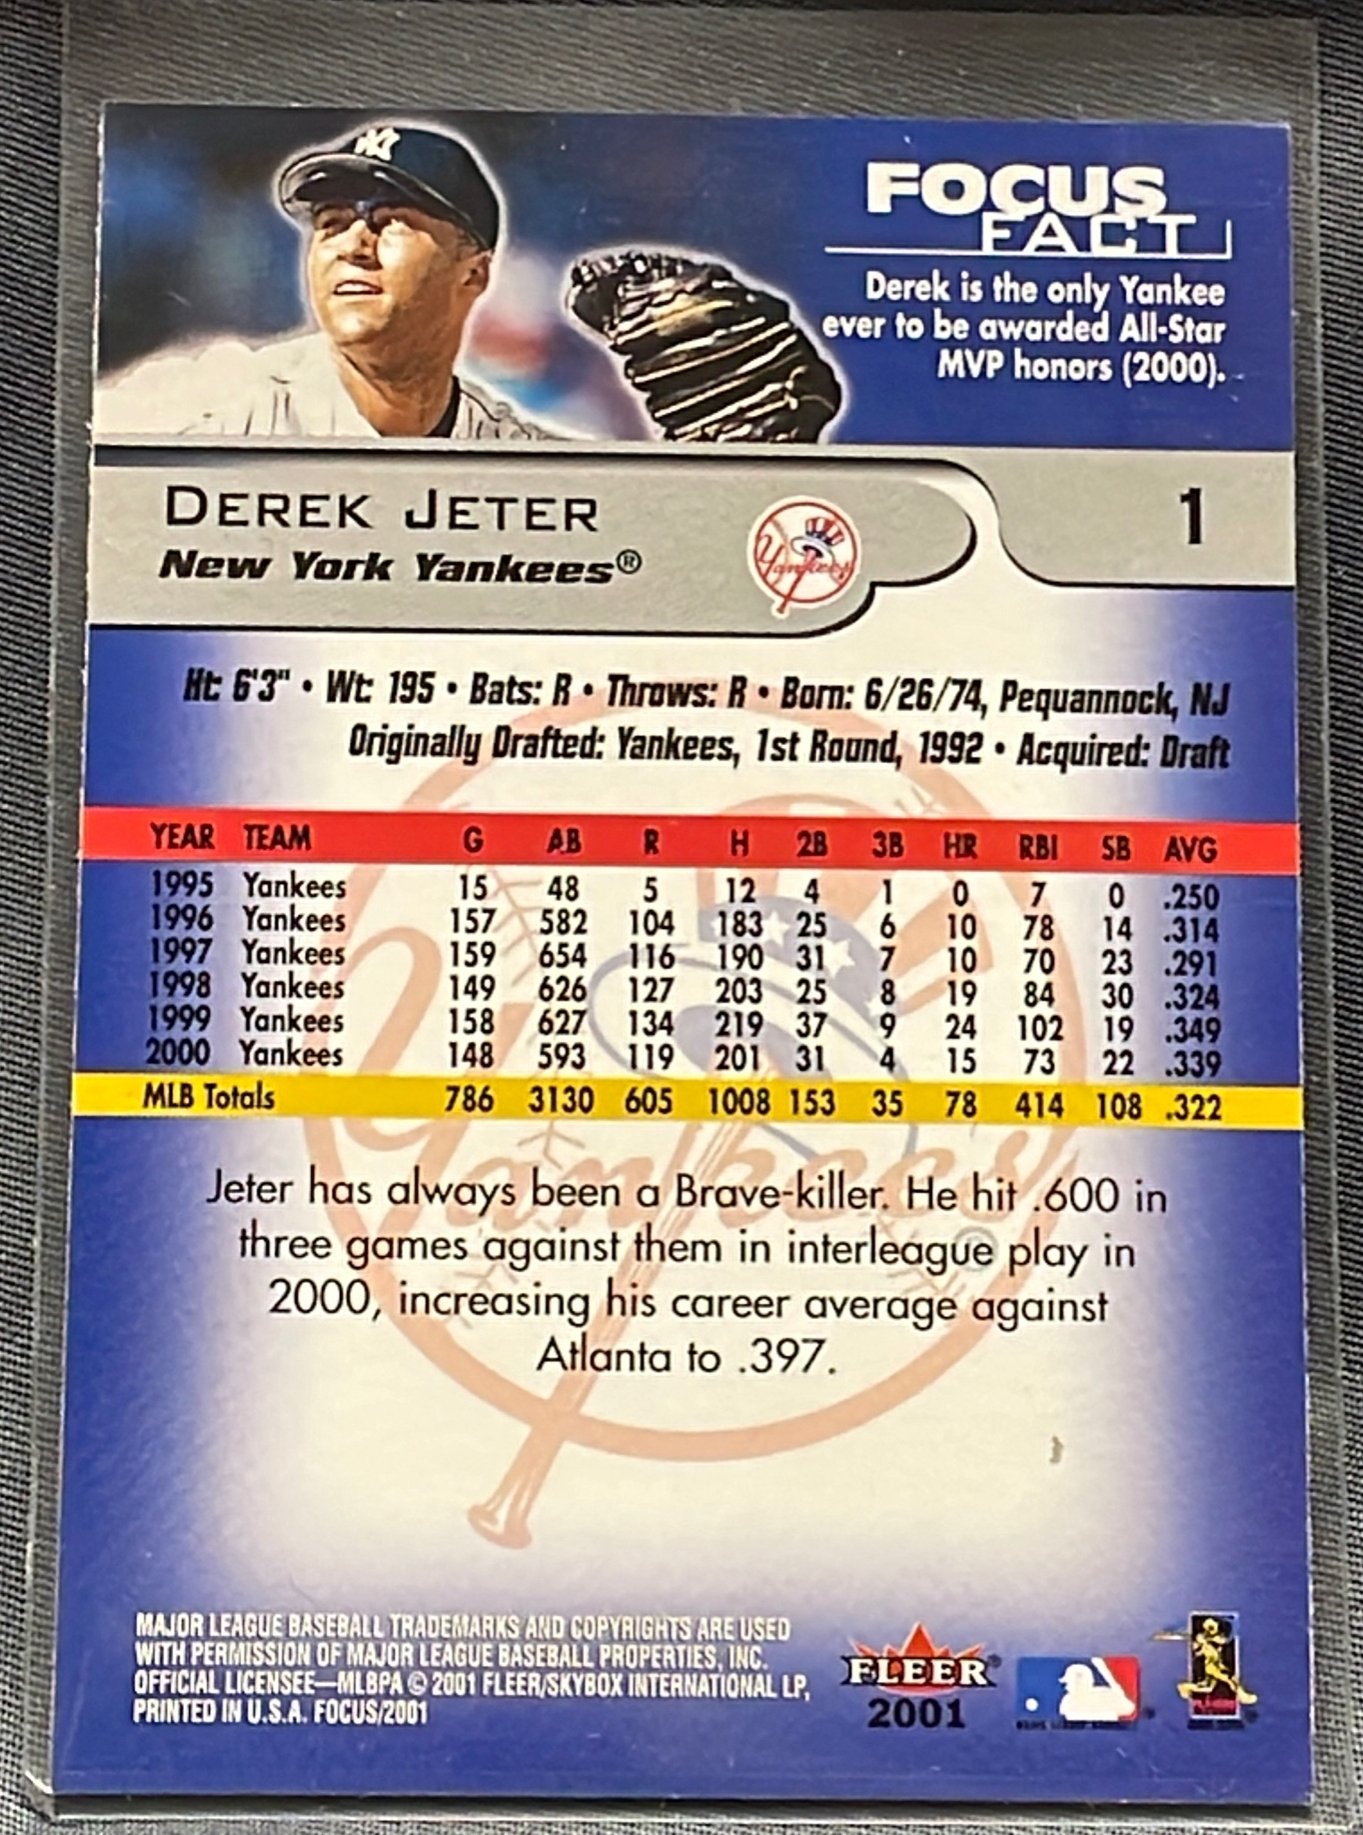 FOCUS
FACT
Derek is the only Yankee
ever to be awarded All-Star
MVP honors (2000).
DEREK JETER
New York Yankees®
Yankees
1
Ht: 6'3" • Wt: 195 • Bats: R • Throws: R • Born: 6/26/74, Pequannock, NJ
Originally Drafted: Yankees, 1st Round, 1992 • Acquired: Draft
YEAR TEAM G AB R H 2B 3B HR RBI SB AVG
1995 Yankees 15 48 5 12 4 1 0 7 0 .250
1996 Yankees 157 582 104 183 25 6 10 78 14 .314
1997 Yankees 159 654 116 190 31 7 10 70 23 .291
1998 Yankees 149 626 127 203 25 8 19 84 30 .324
1999 Yankees 158 627 134 219 37 9 24 102 19 .349
2000 Yankees 148 593 119 201 31 4 15 73 22 .339
MLB Totals 786 3130 605 1008 153 35 78 414 108 .322
Yankees
Jeter has always been a Brave-killer. He hit .600 in
three games against them in interleague play in
2000, increasing his career average against
Atlanta to .397.
MAJOR LEAGUE BASEBALL TRADEMARKS AND COPYRIGHTS ARE USED
WITH PERMISSION OF MAJOR LEAGUE BASEBALL PROPERTIES, INC.
OFFICIAL LICENSEE—MLBPA © 2001 FLEER/SKYBOX INTERNATIONAL LP,
PRINTED IN U.S.A. FOCUS/2001
FLEER®
2001